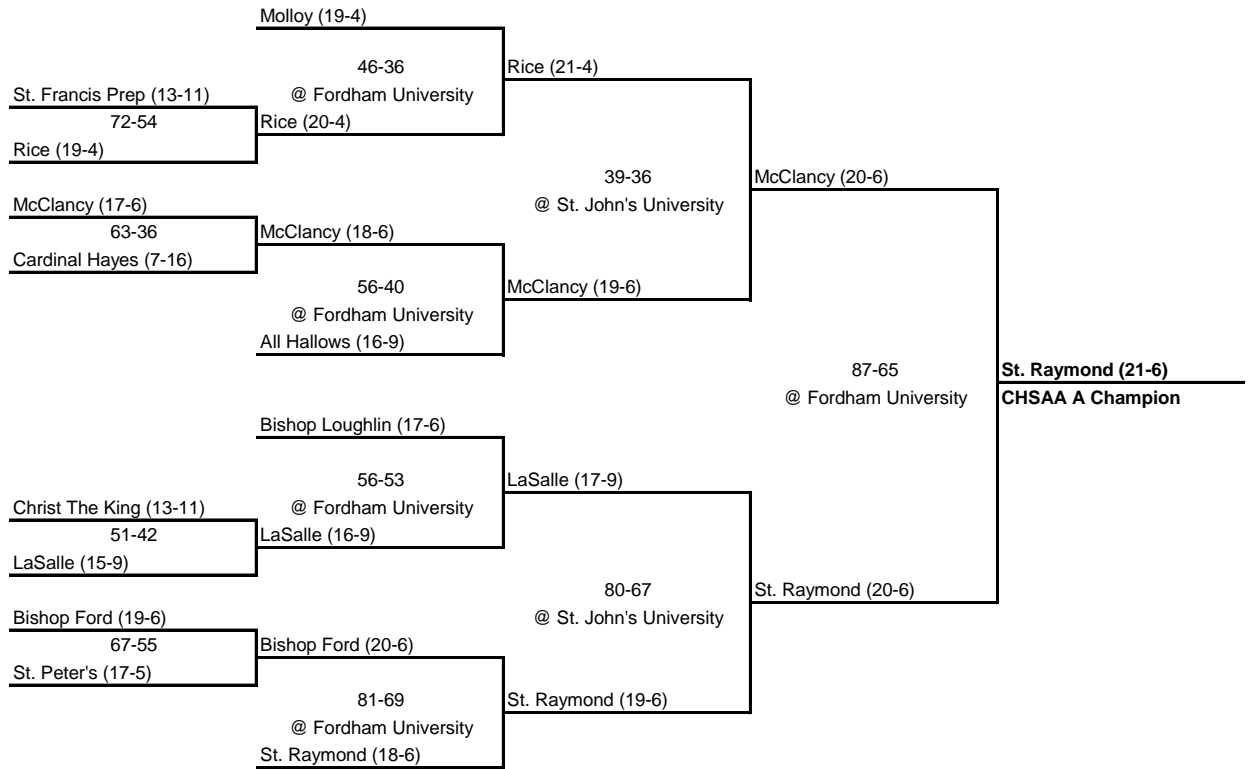 Molloy (19-4)
46-36
@ Fordham University
Rice (21-4)
St. Francis Prep (13-11)
72-54
Rice (20-4)
Rice (19-4)
39-36
@ St. John's University
McClancy (20-6)
McClancy (17-6)
63-36
McClancy (18-6)
Cardinal Hayes (7-16)
56-40
@ Fordham University
McClancy (19-6)
All Hallows (16-9)
87-65
@ Fordham University
St. Raymond (21-6)
CHSAA A Champion
Bishop Loughlin (17-6)
56-53
@ Fordham University
LaSalle (17-9)
Christ The King (13-11)
51-42
LaSalle (16-9)
LaSalle (15-9)
80-67
@ St. John's University
St. Raymond (20-6)
Bishop Ford (19-6)
67-55
Bishop Ford (20-6)
St. Peter's (17-5)
81-69
@ Fordham University
St. Raymond (19-6)
St. Raymond (18-6)